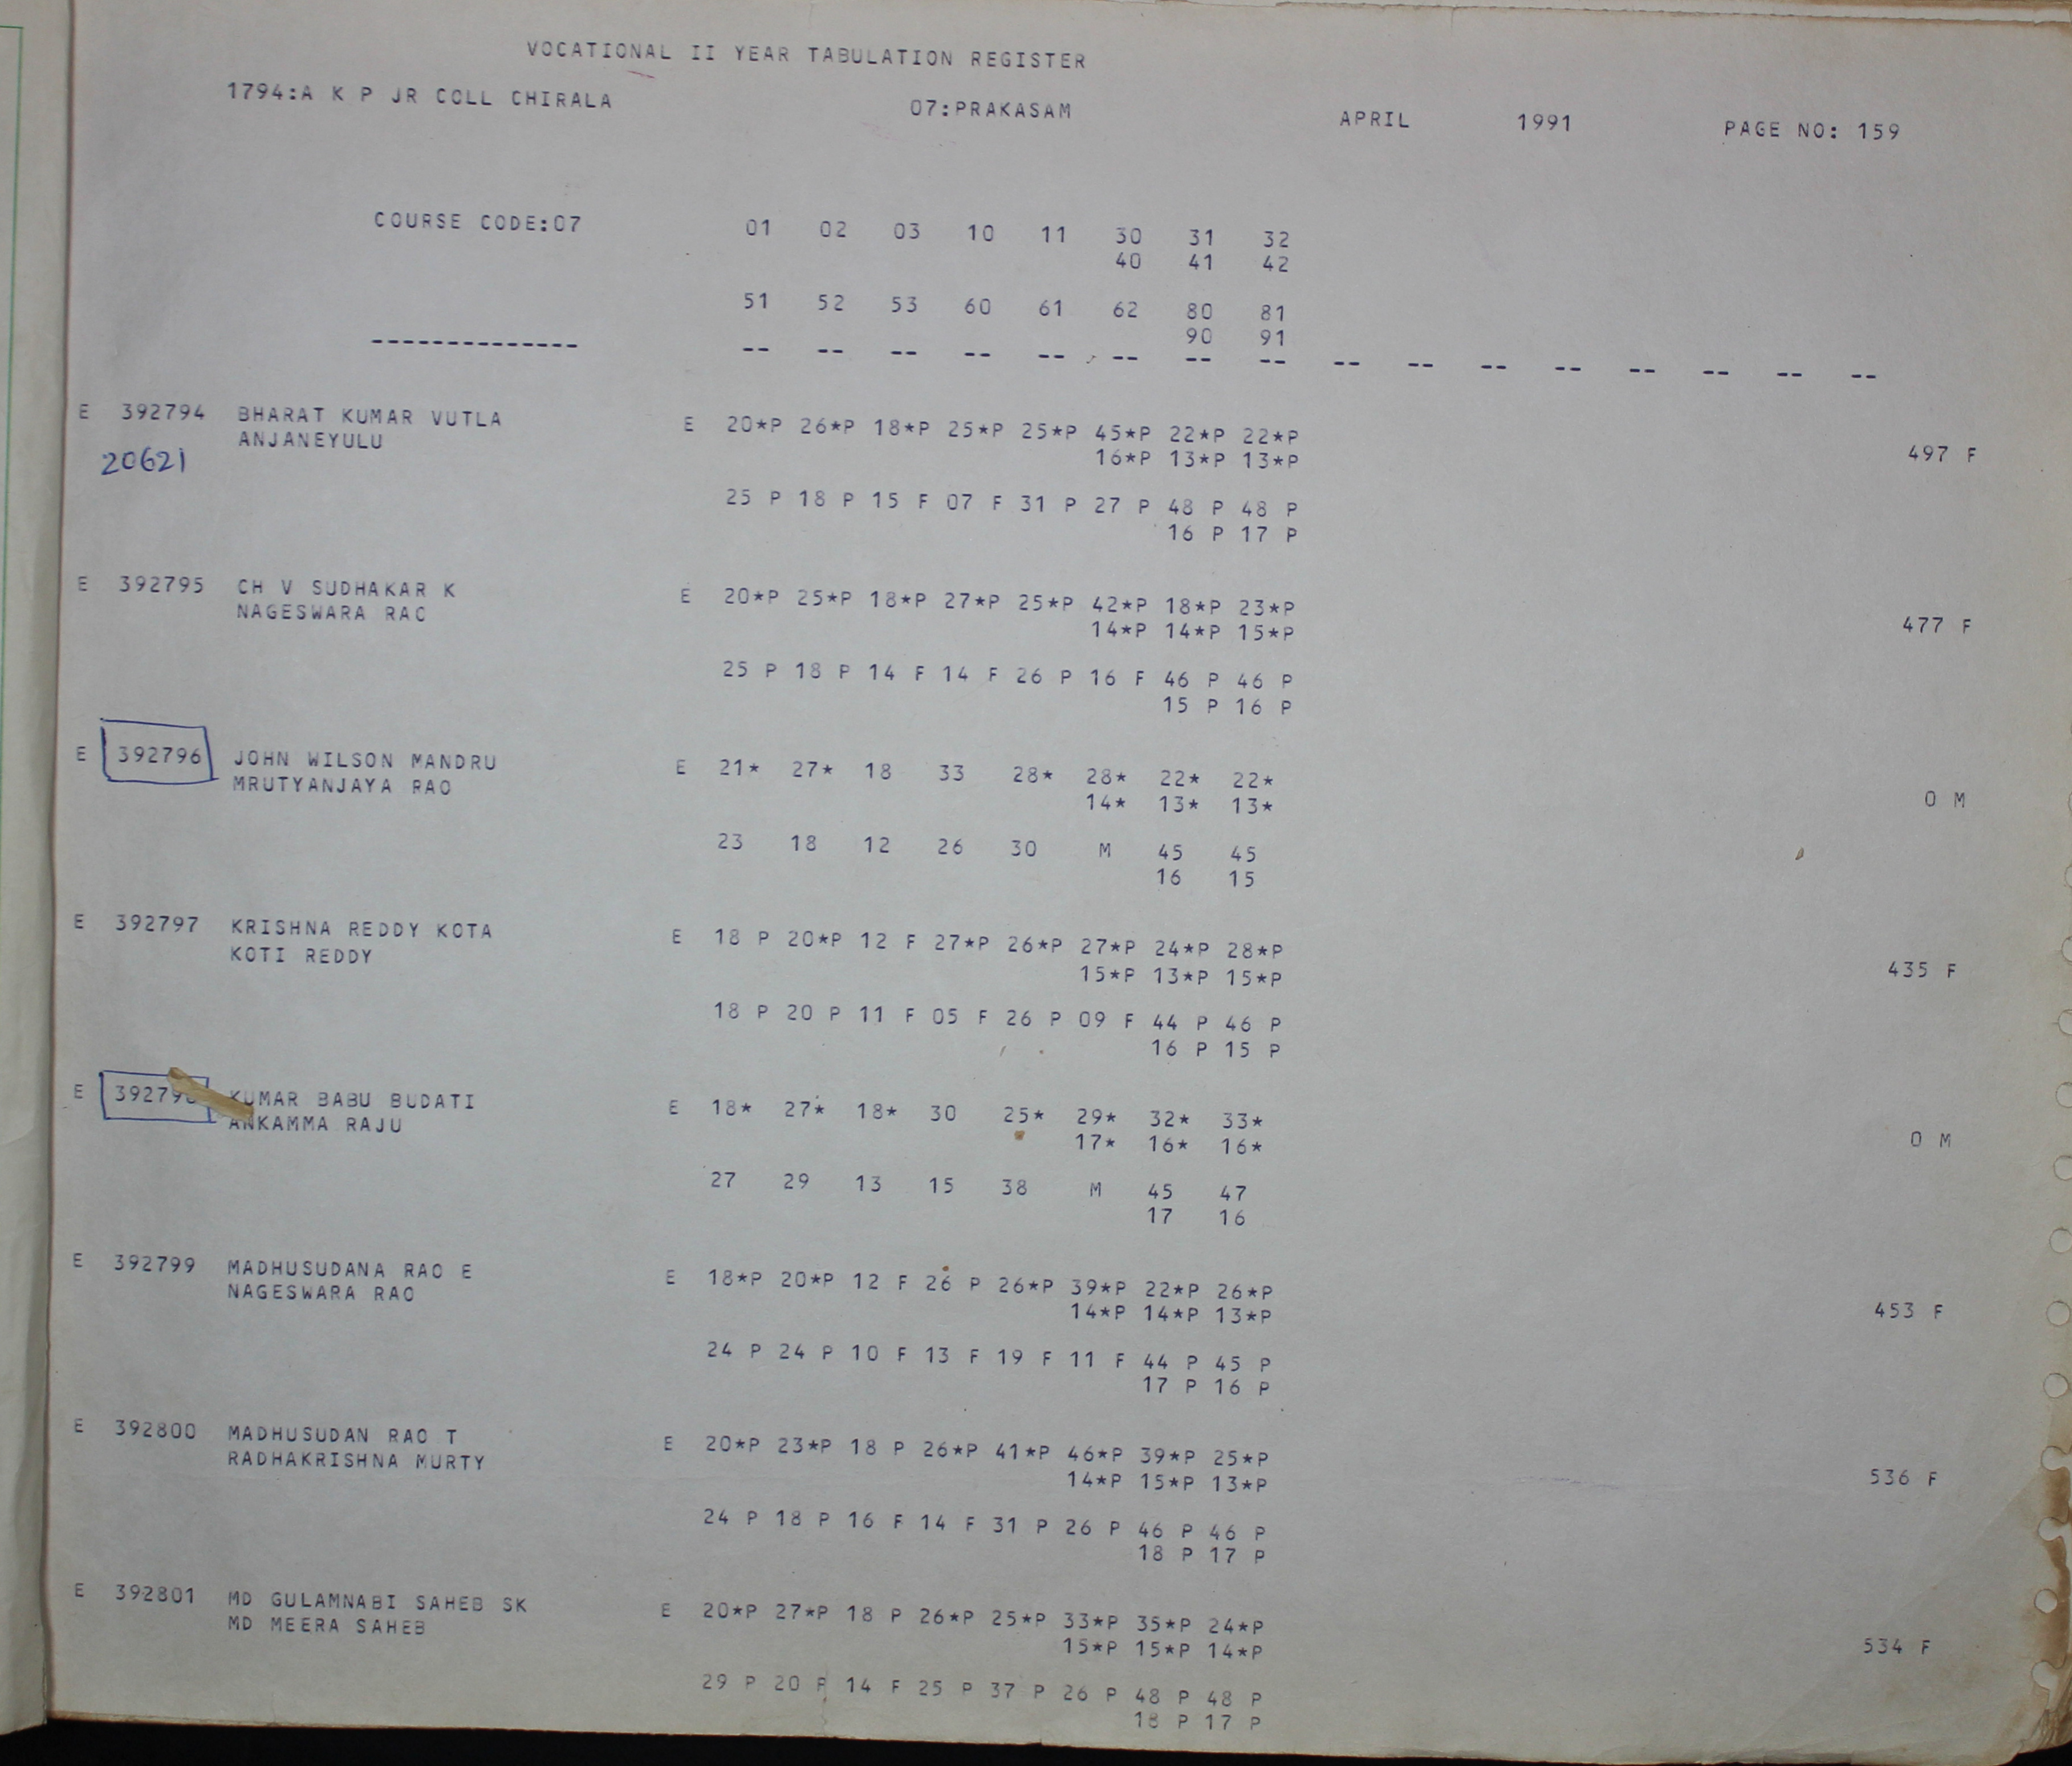 VOCATIONAL II YEAR TABULATION REGISTER
1794:A K P JR COLL CHIRALA 07:PRAKASAM APRIL 1991 PAGE NO: 159
COURSE CODE:07 01 02 03 10 11 30 31 32
40 41 42
51 52 53 60 61 62 80 81
90 91
-------------- -- -- -- -- -- -- -- -- -- -- -- -- -- -- -- --
E 392794 BHARAT KUMAR VUTLA E 20*P 26*P 18*P 25*P 25*P 45*P 22*P 22*P
ANJANEYULU 16*P 13*P 13*P 497 F
20621
25 P 18 P 15 F 07 F 31 P 27 P 48 P 48 P
16 P 17 P
E 392795 CH V SUDHAKAR K E 20*P 25*P 18*P 27*P 25*P 42*P 18*P 23*P
NAGESWARA RAO 14*P 14*P 15*P 477 F
25 P 18 P 14 F 14 F 26 P 16 F 46 P 46 P
15 P 16 P
E 392796 JOHN WILSON MANDRU E 21* 27* 18 33 28* 28* 22* 22*
MRUTYANJAYA RAO 14* 13* 13* 0 M
23 18 12 26 30 M 45 45
16 15
E 392797 KRISHNA REDDY KOTA E 18 P 20*P 12 F 27*P 26*P 27*P 24*P 28*P
KOTI REDDY 15*P 13*P 15*P 435 F
18 P 20 P 11 F 05 F 26 P 09 F 44 P 46 P
16 P 15 P
E KUMAR BABU BUDATI E 18* 27* 18* 30 25* 29* 32* 33*
ANKAMMA RAJU 17* 16* 16* 0 M
27 29 13 15 38 M 45 47
17 16
E 392799 MADHUSUDANA RAO E E 18*P 20*P 12 F 26 P 26*P 39*P 22*P 26*P
NAGESWARA RAO 14*P 14*P 13*P 453 F
24 P 24 P 10 F 13 F 19 F 11 F 44 P 45 P
17 P 16 P
E 392800 MADHUSUDAN RAO T E 20*P 23*P 18 P 26*P 41*P 46*P 39*P 25*P
RADHAKRISHNA MURTY 14*P 15*P 13*P 536 F
24 P 18 P 16 F 14 F 31 P 26 P 46 P 46 P
18 P 17 P
E 392801 MD GULAMNABI SAHEB SK E 20*P 27*P 18 P 26*P 25*P 33*P 35*P 24*P
MD MEERA SAHEB 15*P 15*P 14*P 534 F
29 P 20 P 14 F 25 P 37 P 26 P 48 P 48 P
18 P 17 P